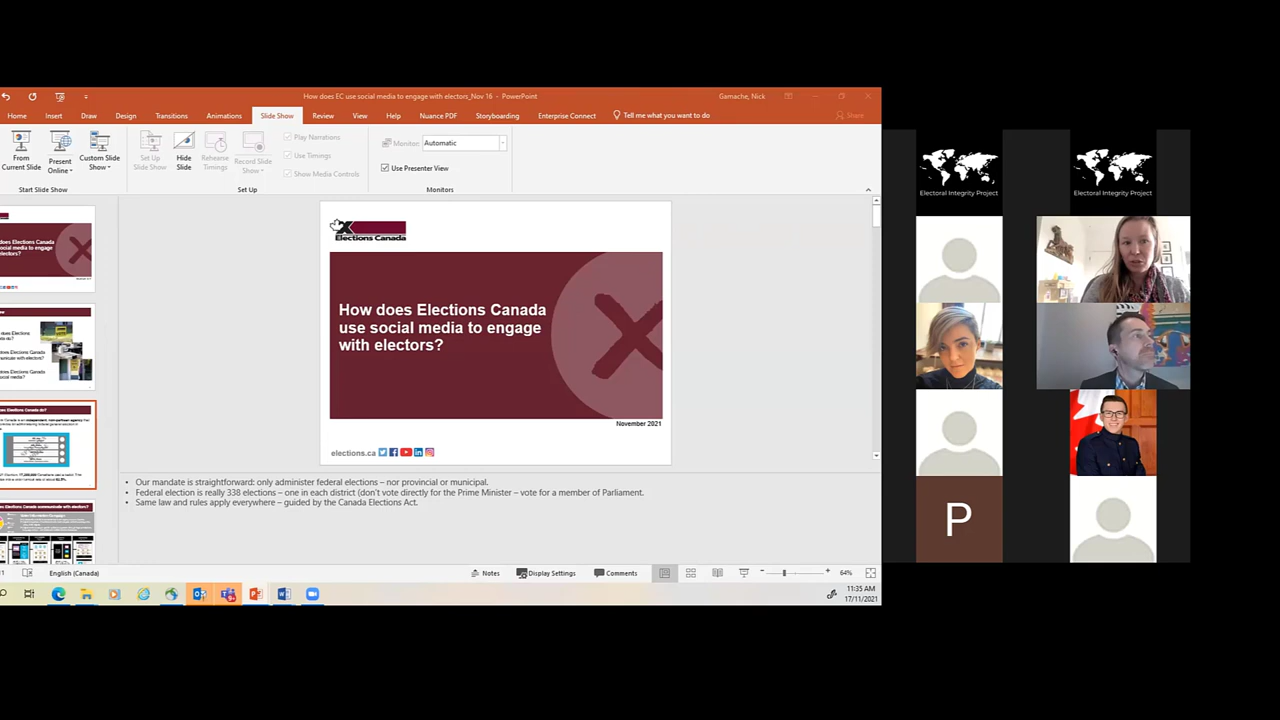 How does EC use social media to engage with electors_Nov 16 - PowerPoint
Gamache, Nick
Home Insert Draw Design Transitions Animations Slide Show Review View Help Nuance PDF Storyboarding Enterprise Connect Tell me what you want to do Share
From Current Slide
Present Online
Custom Slide Show
Set Up Slide Show
Hide Slide
Rehearse Timings
Record Slide Show
Play Narrations
Use Timings
Show Media Controls
Monitor: Automatic
Use Presenter View
Start Slide Show
Set Up
Monitors
Elections Canada
How does Elections Canada
use social media to engage
with electors?
November 2021
elections.ca
Our mandate is straightforward: only administer federal elections – nor provincial or municipal.
Federal election is really 338 elections – one in each district (don't vote directly for the Prime Minister – vote for a member of Parliament.
Same law and rules apply everywhere – guided by the Canada Elections Act.
English (Canada)
Notes
Display Settings
Comments
64%
11:35 AM
17/11/2021
Electoral Integrity Project
Electoral Integrity Project
P